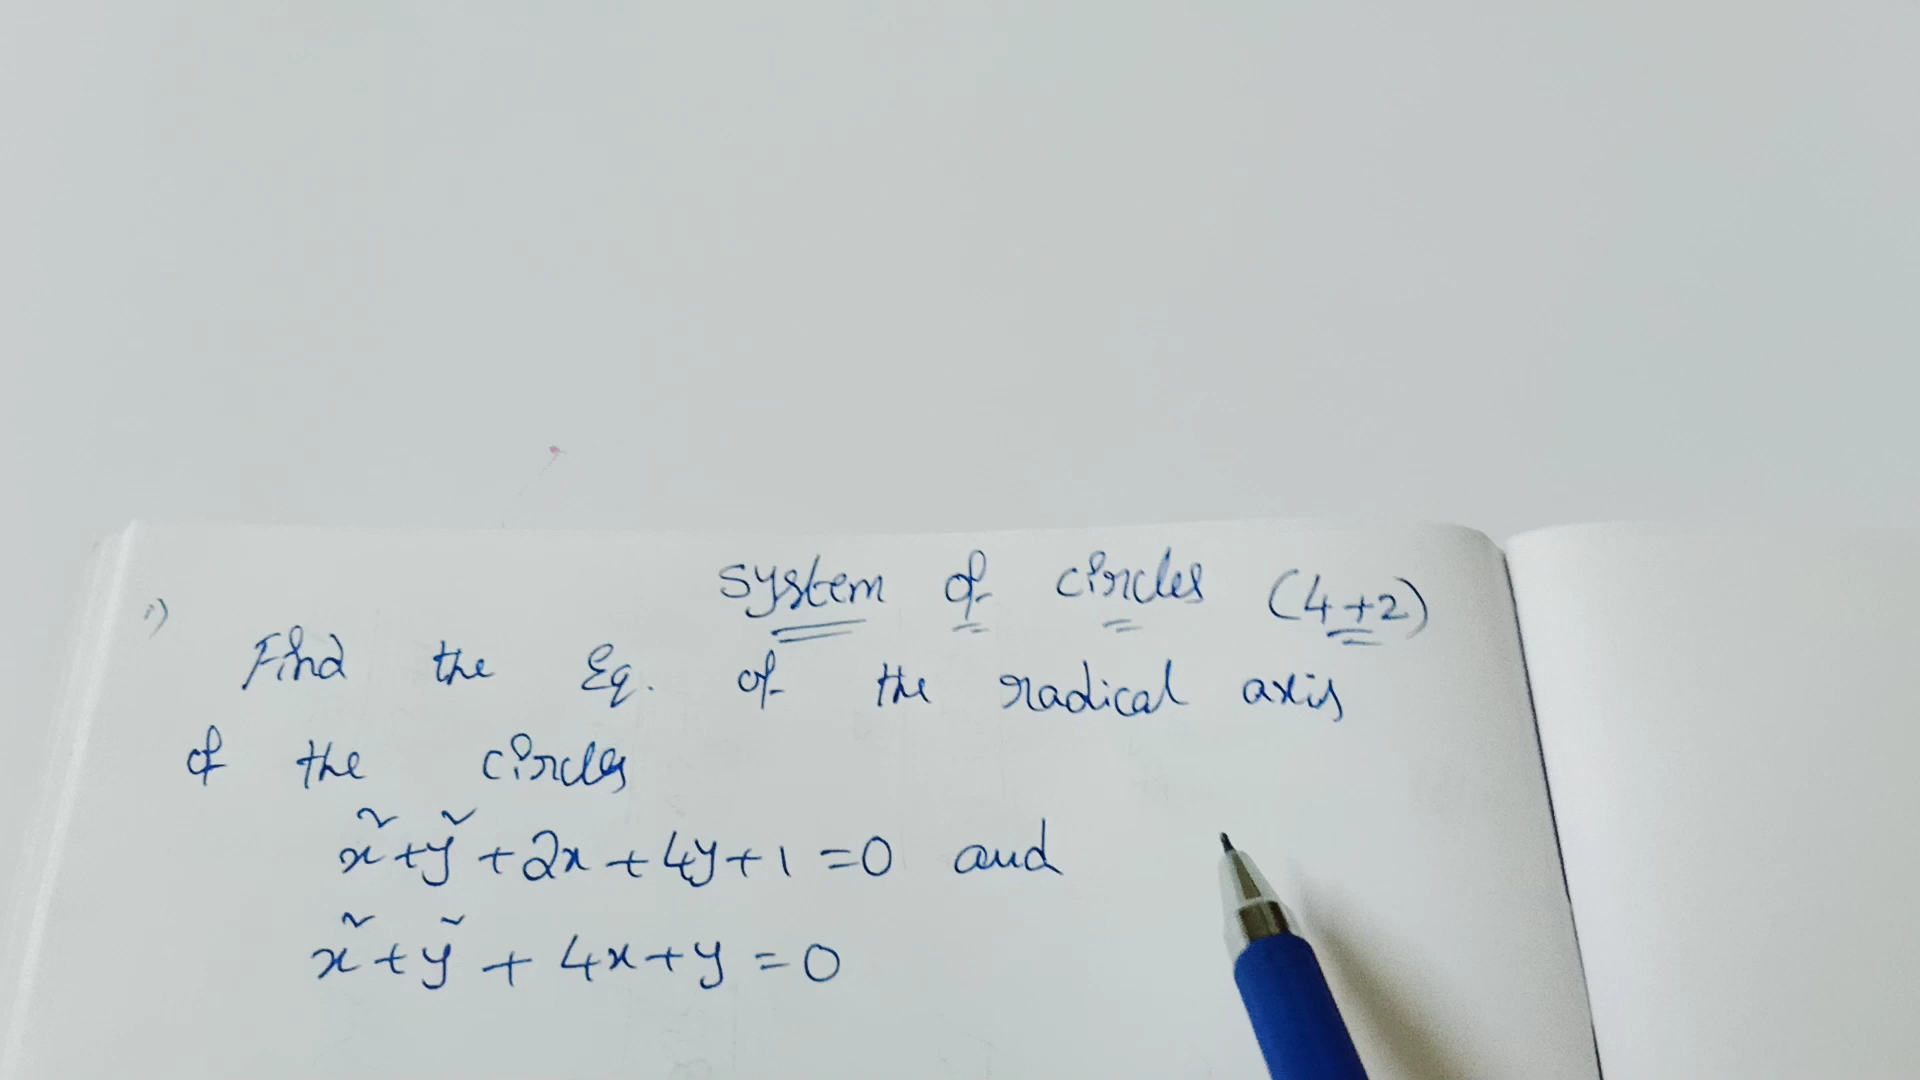 System of circles (4+2)
1) Find the Eq. of the radical axis
of the circles
x²+y²+2x+4y+1=0 and
x²+y²+4x+y=0